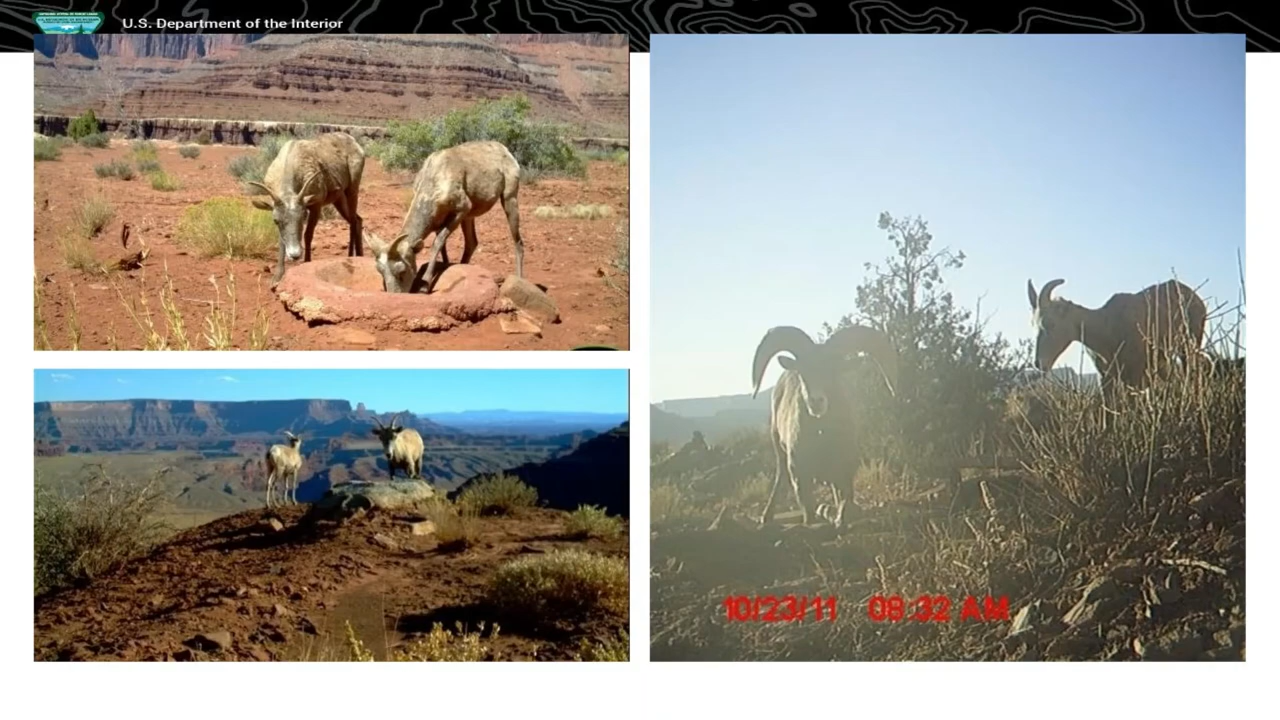 U.S. Department of the Interior
10/23/11 08:32 AM